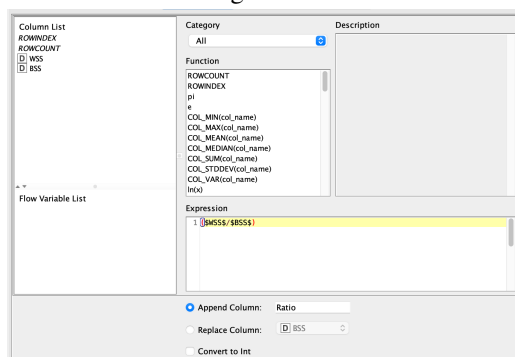 Column List
ROWINDEX
ROWCOUNT
D WSS
D BSS
Flow Variable List
Category
All
Function
ROWCOUNT
ROWINDEX
pi
e
COL_MIN(col_name)
COL_MAX(col_name)
COL_MEAN(col_name)
COL_MEDIAN(col_name)
COL_SUM(col_name)
COL_STDDEV(col_name)
COL_VAR(col_name)
ln(x)
Description
Expression
1 ($WSS$/$BSS$)
Append Column: Ratio
Replace Column: D BSS
Convert to Int